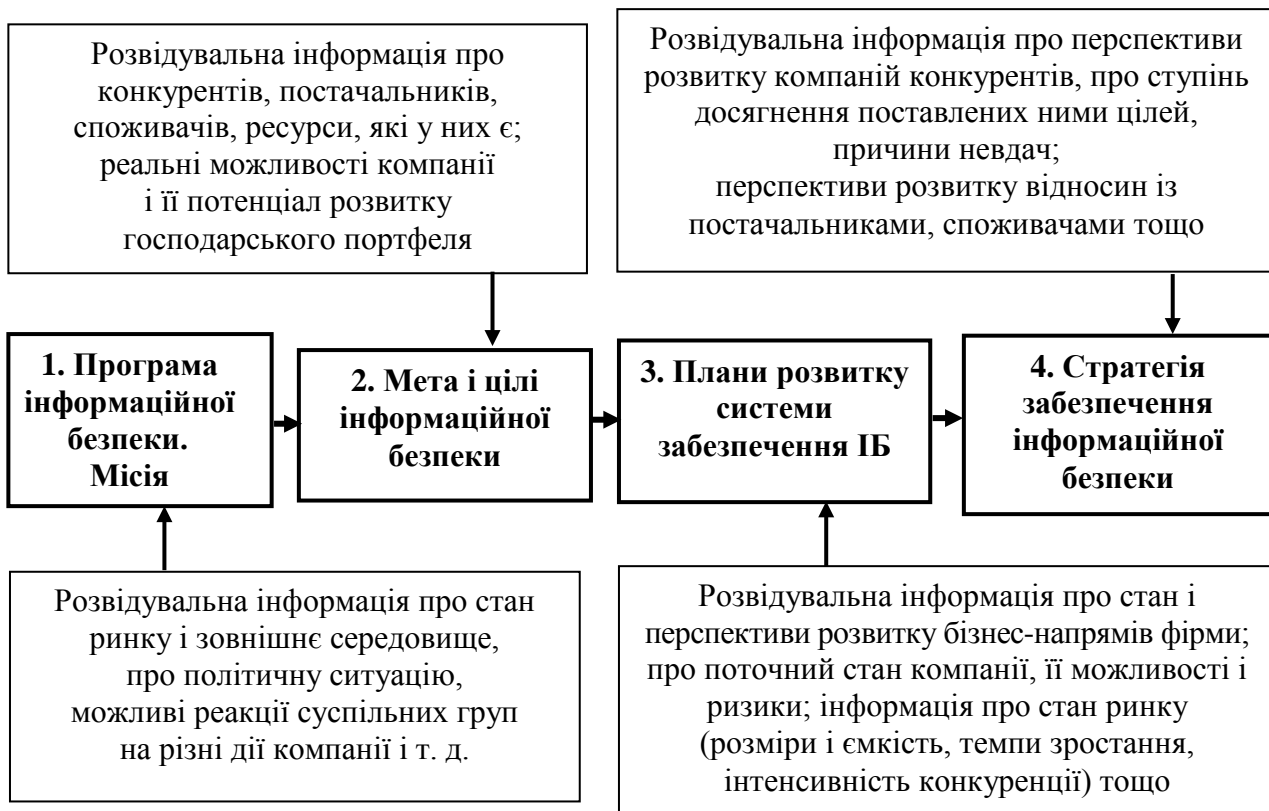 Розвідувальна інформація про
конкурентів, постачальників,
споживачів, ресурси, які у них є;
реальні можливості компанії
і її потенціал розвитку
господарського портфеля
Розвідувальна інформація про перспективи
розвитку компаній конкурентів, про ступінь
досягнення поставлених ними цілей,
причини невдач;
перспективи розвитку відносин із
постачальниками, споживачами тощо
1. Програма
інформаційної
безпеки.
Місія
2. Мета і цілі
інформаційної
безпеки
3. Плани розвитку
системи
забезпечення ІБ
4. Стратегія
забезпечення
інформаційної
безпеки
Розвідувальна інформація про стан
ринку і зовнішнє середовище,
про політичну ситуацію,
можливі реакції суспільних груп
на різні дії компанії і т. д.
Розвідувальна інформація про стан і
перспективи розвитку бізнес-напрямів фірми;
про поточний стан компанії, її можливості і
ризики; інформація про стан ринку
(розміри і ємкість, темпи зростання,
інтенсивність конкуренції) тощо